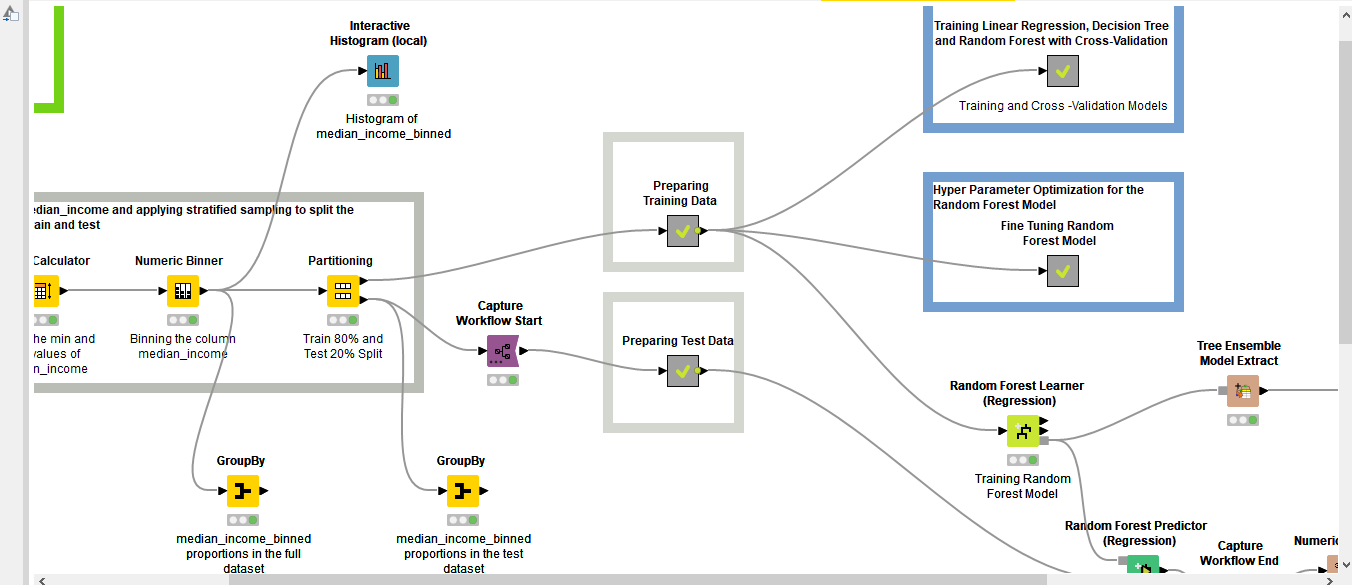 Interactive
Histogram (local)
Histogram of
median_income_binned
Training Linear Regression, Decision Tree
and Random Forest with Cross-Validation
Training and Cross -Validation Models
Preparing
Training Data
Hyper Parameter Optimization for the
Random Forest Model
Fine Tuning Random
Forest Model
edian_income and applying stratified sampling to split the
ain and test
Calculator
he min and
values of
n_income
Numeric Binner
Binning the column
median_income
Partitioning
Train 80% and
Test 20% Split
Capture
Workflow Start
Preparing Test Data
Tree Ensemble
Model Extract
Random Forest Learner
(Regression)
Training Random
Forest Model
GroupBy
median_income_binned
proportions in the full
dataset
GroupBy
median_income_binned
proportions in the test
dataset
Random Forest Predictor
(Regression)
Capture
Workflow End
Numeric